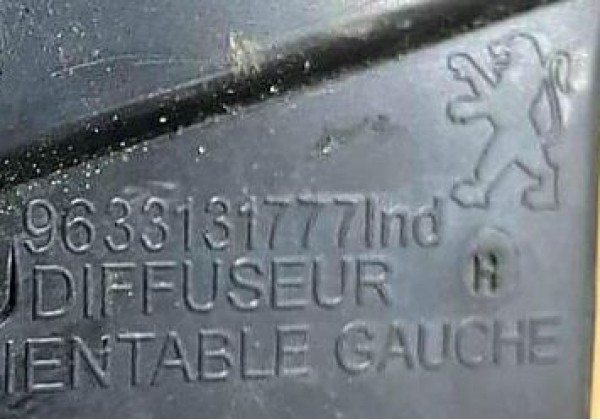 9633131777Ind
DIFFUSEUR H
IENTABLE GAUCHE